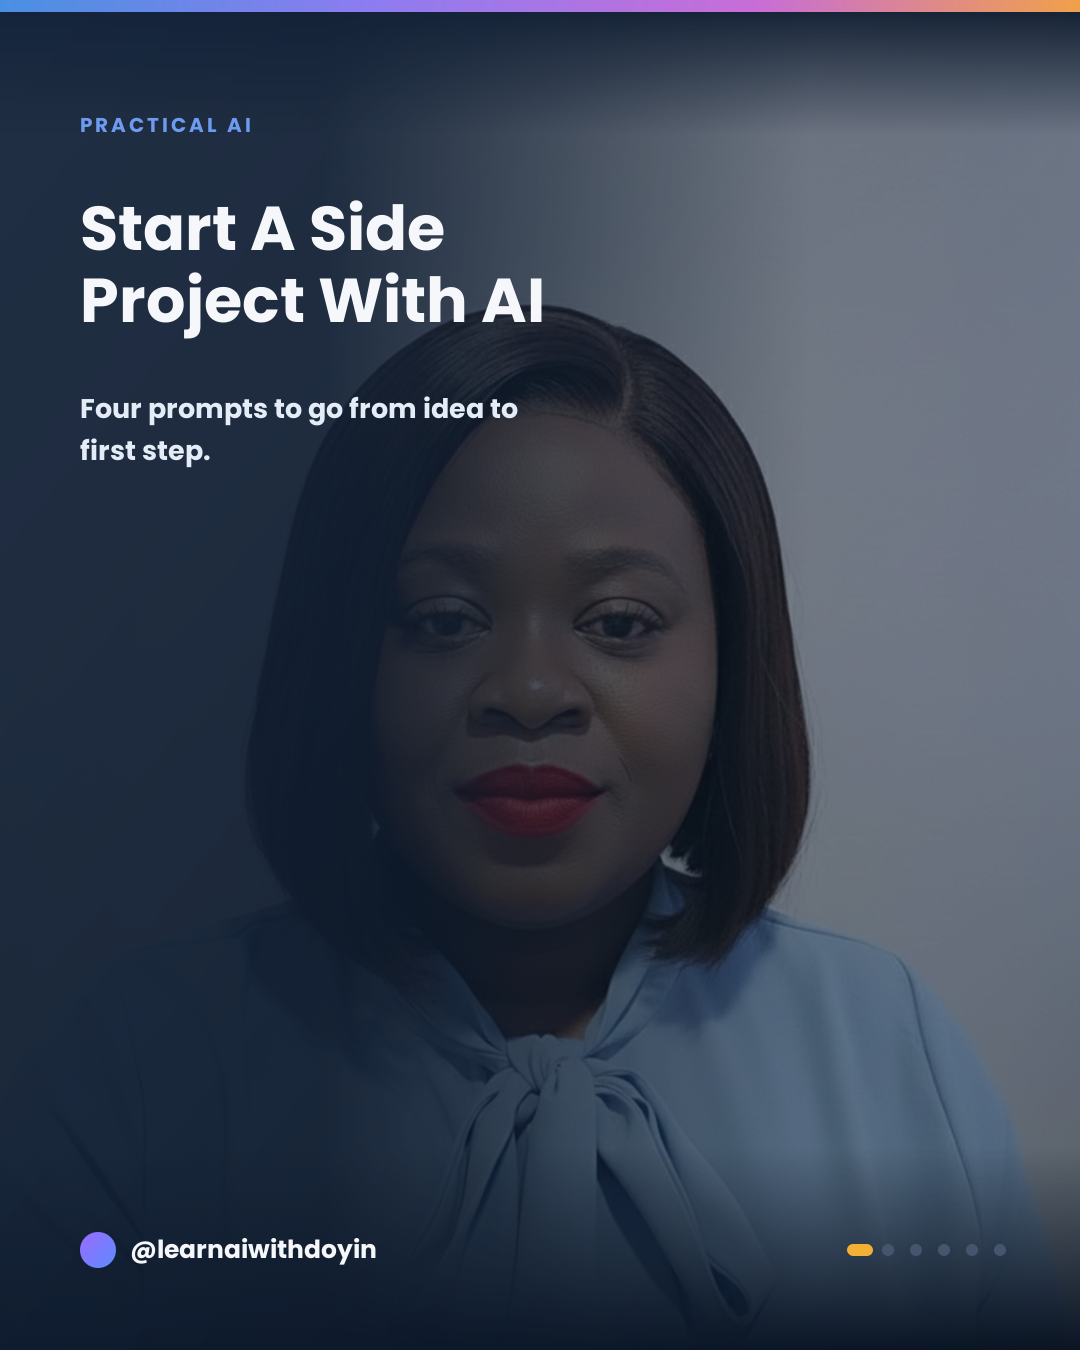 PRACTICAL AI
Start A Side
Project With AI
Four prompts to go from idea to
first step.
@learnaiwithdoyin